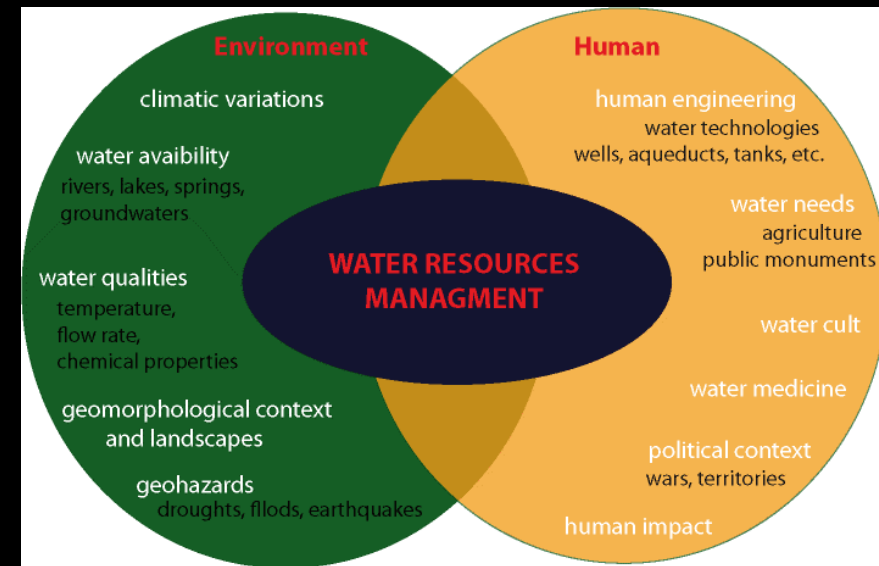 Environment
climatic variations
water avaibility
rivers, lakes, springs,
groundwaters
water qualities
temperature,
flow rate,
chemical properties
geomorphological context
and landscapes
geohazards
droughts, fllods, earthquakes
WATER RESOURCES
MANAGMENT
Human
human engineering
water technologies
wells, aqueducts, tanks, etc.
water needs
agriculture
public monuments
water cult
water medicine
political context
wars, territories
human impact